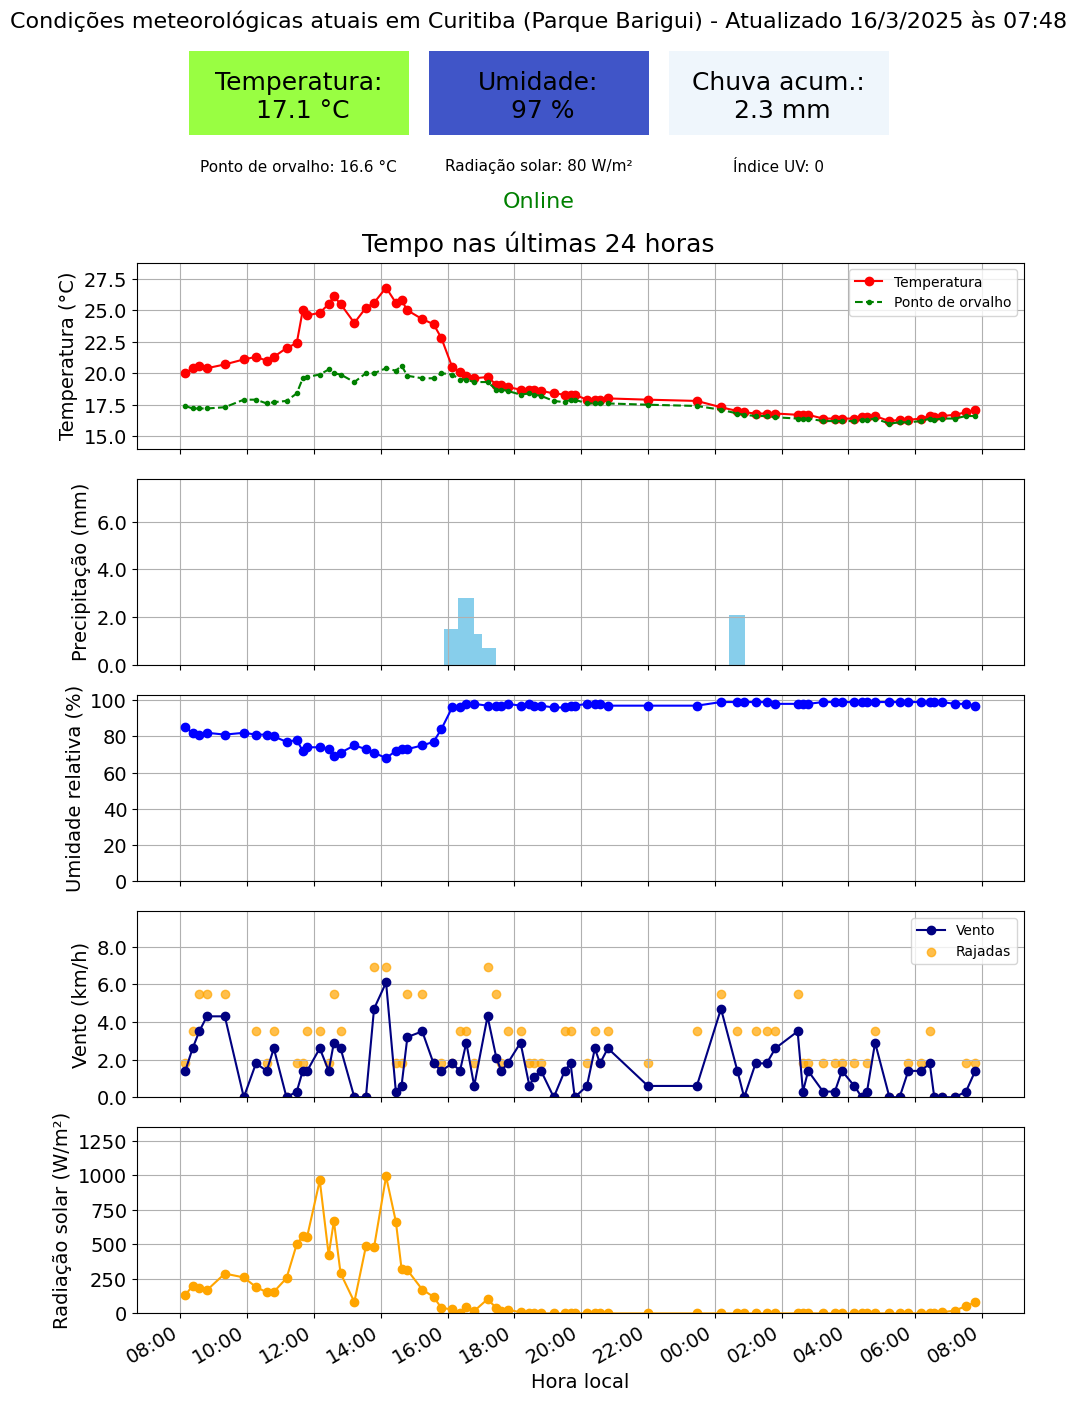 Condições meteorológicas atuais em Curitiba (Parque Barigui) - Atualizado 16/3/2025 às 07:48
Temperatura:
17.1 °C
Umidade:
97 %
Chuva acum.:
2.3 mm
Ponto de orvalho: 16.6 °C
Radiação solar: 80 W/m²
Índice UV: 0
Online
Tempo nas últimas 24 horas
Temperatura (°C)
27.5
25.0
22.5
20.0
17.5
15.0
Temperatura
Ponto de orvalho
Precipitação (mm)
6.0
4.0
2.0
0.0
Umidade relativa (%)
100
80
60
40
20
0
Vento (km/h)
8.0
6.0
4.0
2.0
0.0
Vento
Rajadas
Radiação solar (W/m²)
1250
1000
750
500
250
0
08:00
10:00
12:00
14:00
16:00
18:00
20:00
22:00
00:00
02:00
04:00
06:00
08:00
Hora local